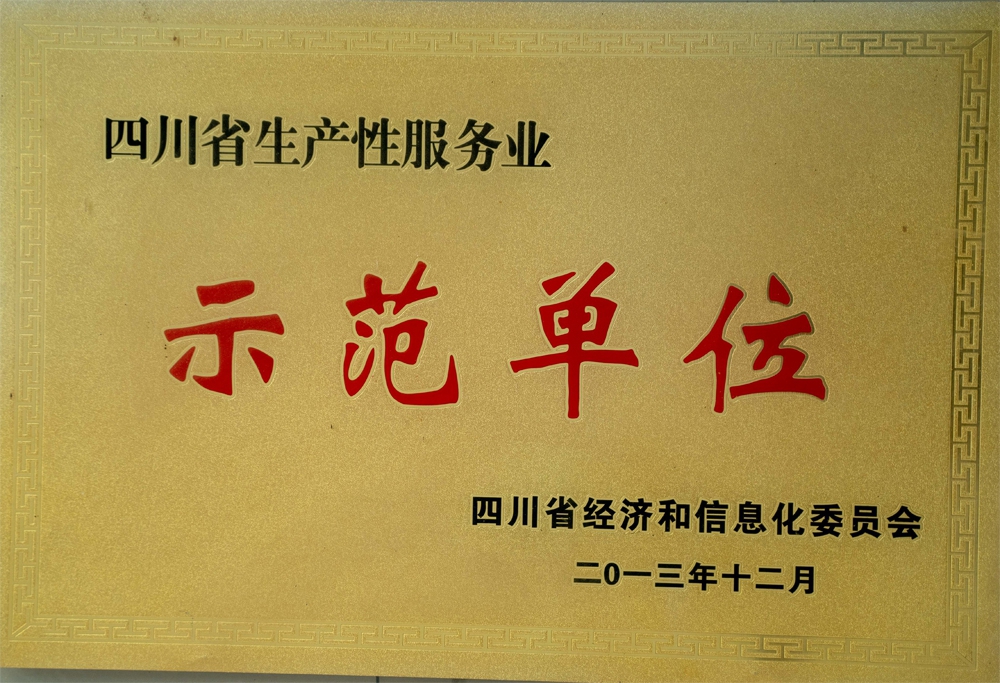 四川省生产性服务业
示范单位
四川省经济和信息化委员会
二0一三年十二月